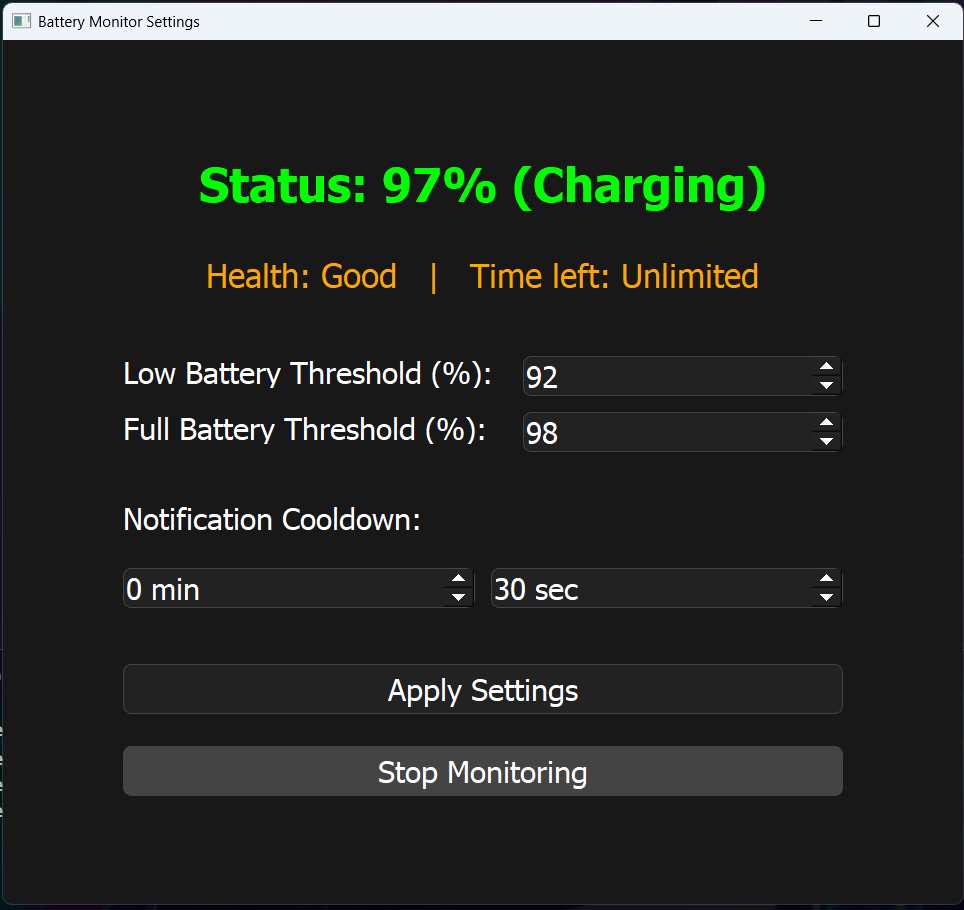 Battery Monitor Settings
Status: 97% (Charging)
Health: Good | Time left: Unlimited
Low Battery Threshold (%): 92
Full Battery Threshold (%): 98
Notification Cooldown:
0 min 30 sec
Apply Settings
Stop Monitoring